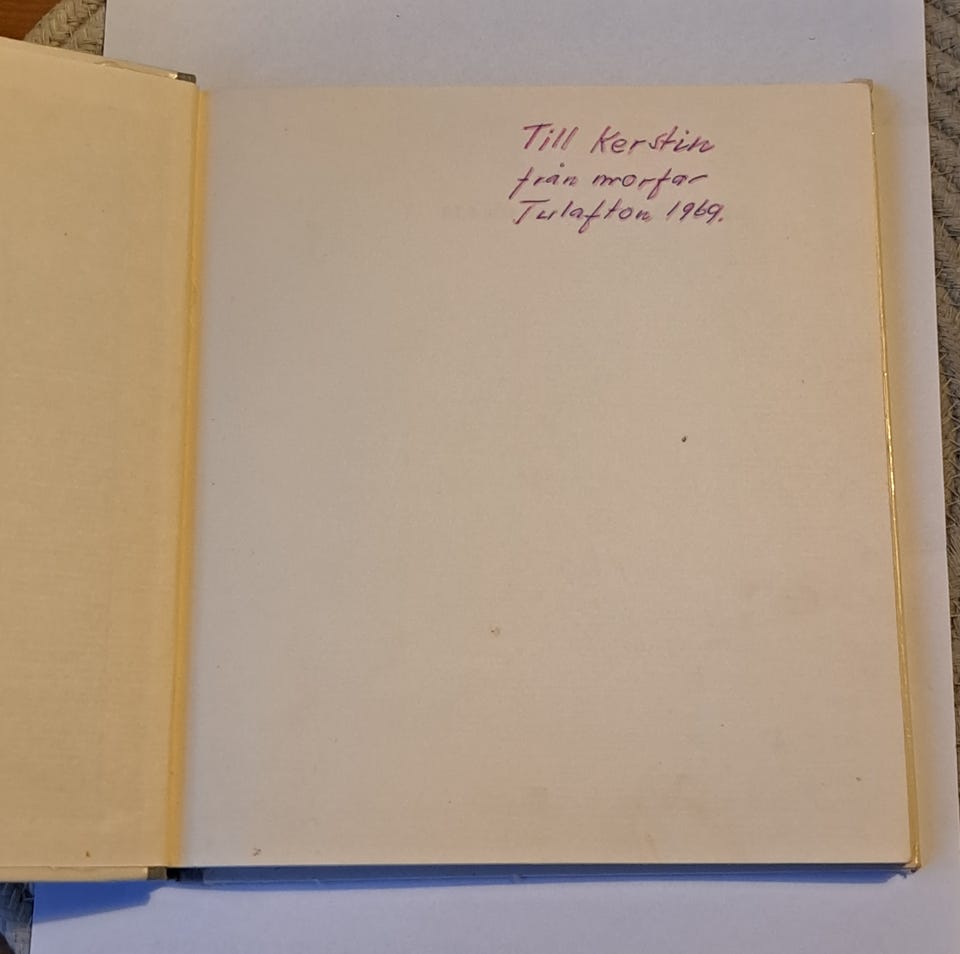 Till Kerstin
från morfar
Julafton 1969.